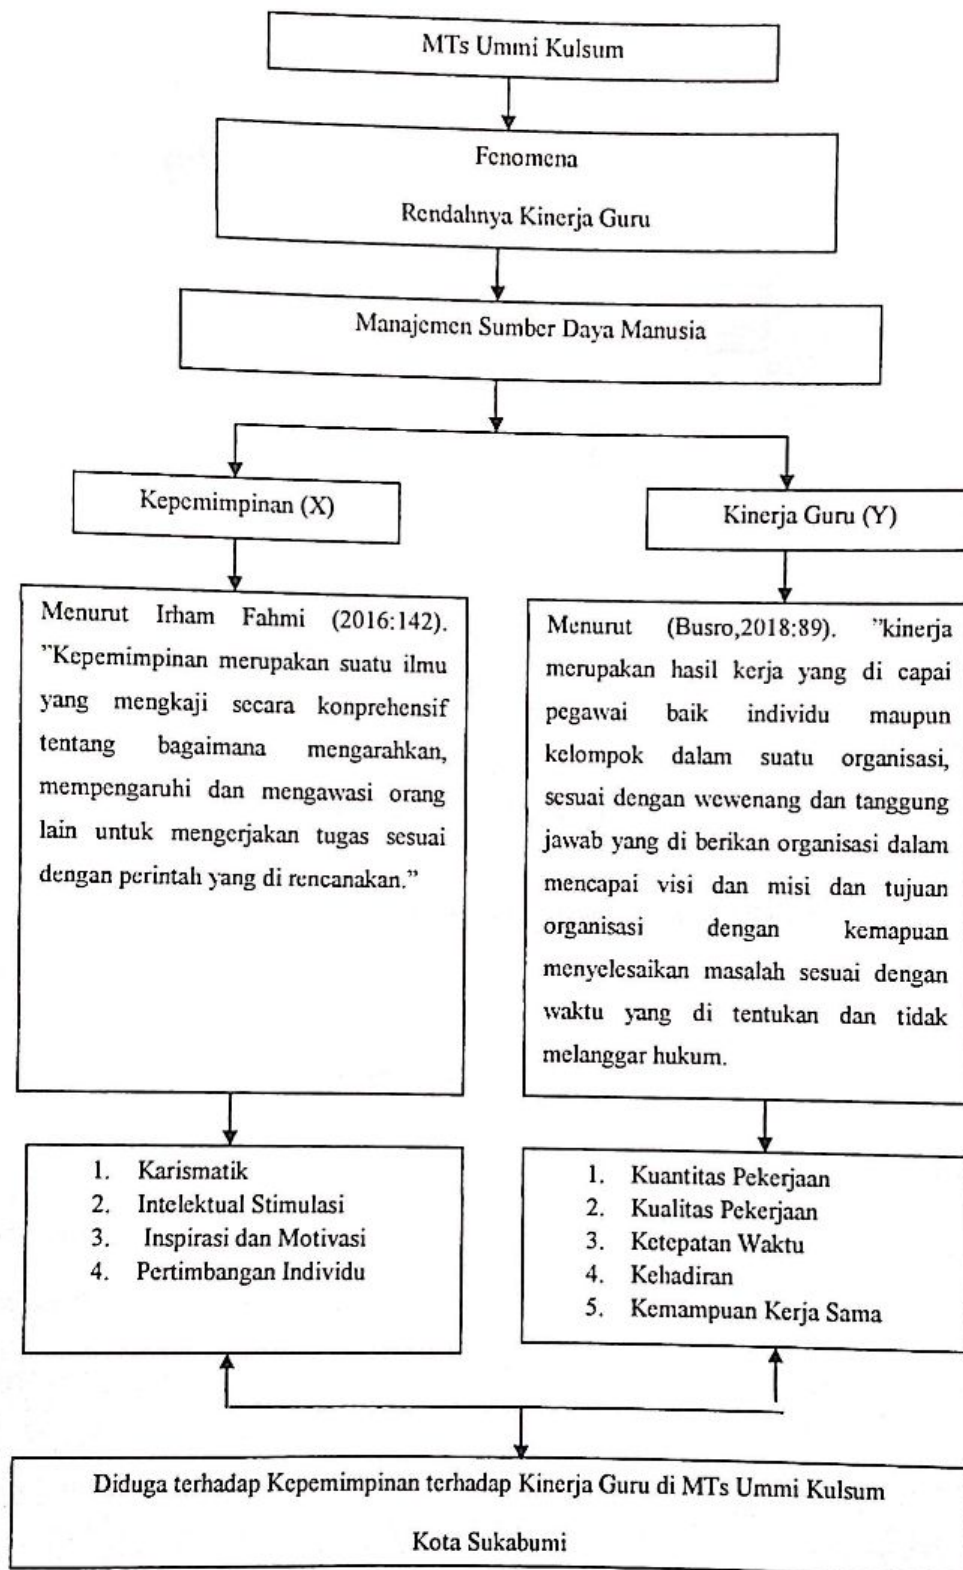 MTs Ummi Kulsum
Fenomena
Rendahnya Kinerja Guru
Manajemen Sumber Daya Manusia
Kepemimpinan (X)
Kinerja Guru (Y)
Menurut Irham Fahmi (2016:142).
”Kepemimpinan merupakan suatu ilmu
yang mengkaji secara konprehensif
tentang bagaimana mengarahkan,
mempengaruhi dan mengawasi orang
lain untuk mengerjakan tugas sesuai
dengan perintah yang di rencanakan.”
Menurut (Busro,2018:89). ”kinerja
merupakan hasil kerja yang di capai
pegawai baik individu maupun
kelompok dalam suatu organisasi,
sesuai dengan wewenang dan tanggung
jawab yang di berikan organisasi dalam
mencapai visi dan misi dan tujuan
organisasi dengan kemapuan
menyelesaikan masalah sesuai dengan
waktu yang di tentukan dan tidak
melanggar hukum.
1. Karismatik
2. Intelektual Stimulasi
3. Inspirasi dan Motivasi
4. Pertimbangan Individu
1. Kuantitas Pekerjaan
2. Kualitas Pekerjaan
3. Ketepatan Waktu
4. Kehadiran
5. Kemampuan Kerja Sama
Diduga terhadap Kepemimpinan terhadap Kinerja Guru di MTs Ummi Kulsum
Kota Sukabumi